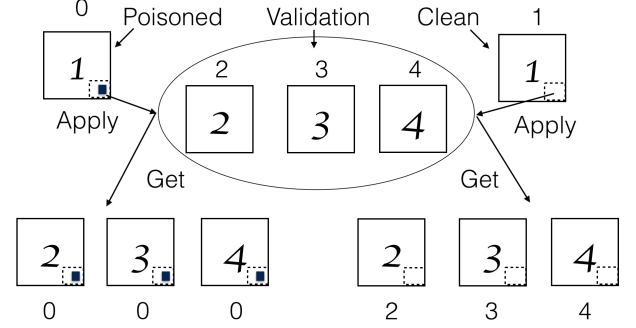 0 Poisoned Validation Clean 1
1 2 3 4 1
2 3 4
Apply Apply
Get Get
2 3 4 2 3 4
0 0 0 2 3 4